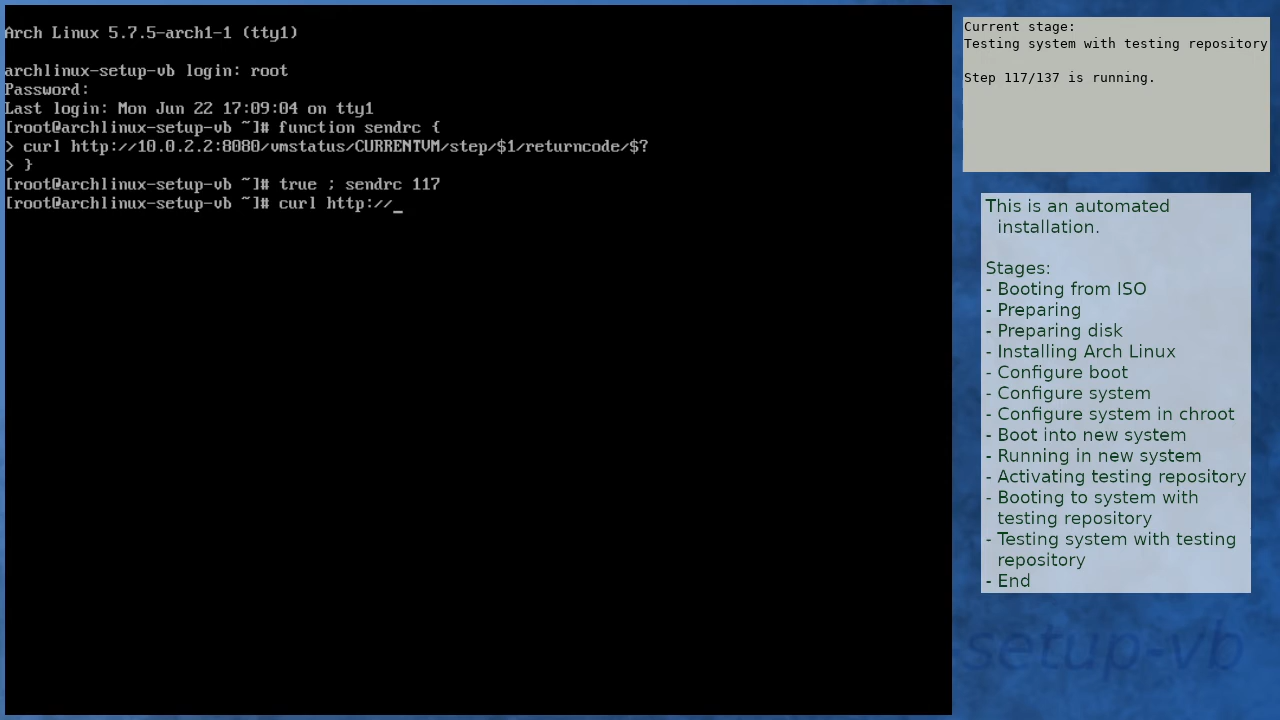 Arch Linux 5.7.5-arch1-1 (tty1)
archlinux-setup-vb login: root
Password:
Last login: Mon Jun 22 17:09:04 on tty1
[root@archlinux-setup-vb ~]# function sendrc {
> curl http://10.0.2.2:8080/vmstatus/CURRENTVM/step/$1/returncode/$?
> }
[root@archlinux-setup-vb ~]# true ; sendrc 117
[root@archlinux-setup-vb ~]# curl http://_
Current stage:
Testing system with testing repository
Step 117/137 is running.
This is an automated
installation.
Stages:
- Booting from ISO
- Preparing
- Preparing disk
- Installing Arch Linux
- Configure boot
- Configure system
- Configure system in chroot
- Boot into new system
- Running in new system
- Activating testing repository
- Booting to system with
testing repository
- Testing system with testing
repository
- End
setup-vb